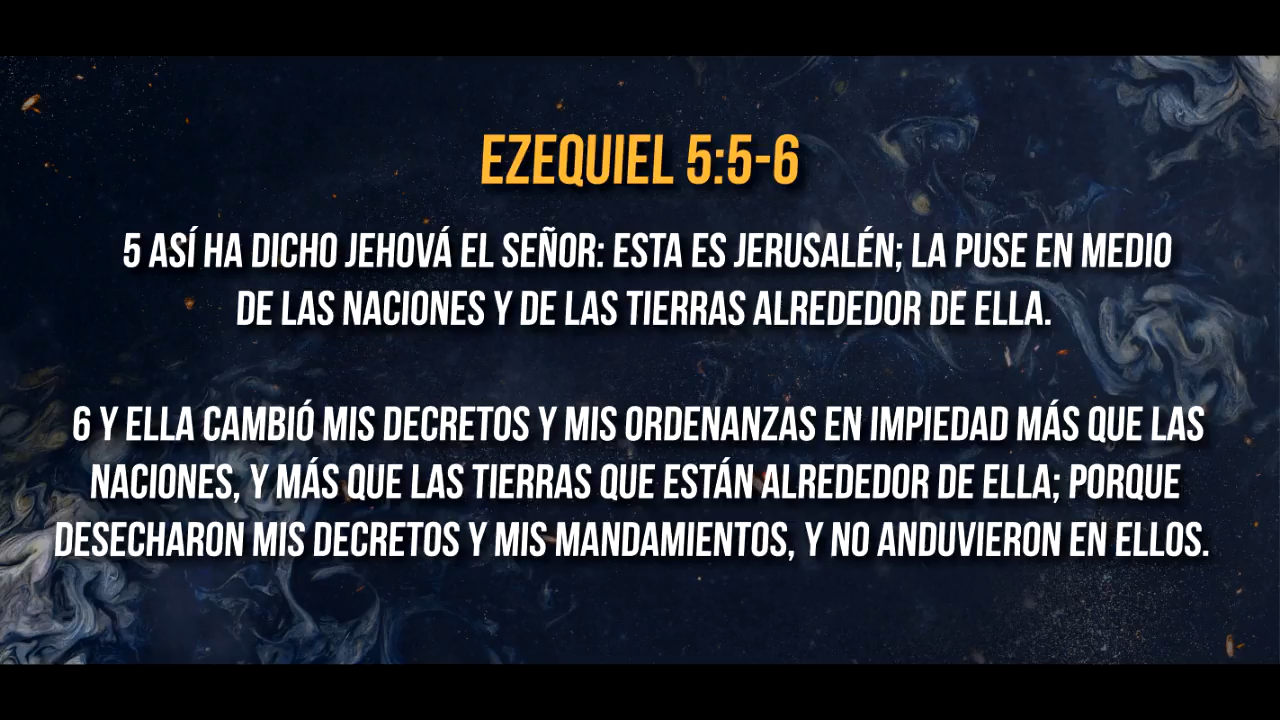 EZEQUIEL 5:5-6
5 ASÍ HA DICHO JEHOVÁ EL SEÑOR: ESTA ES JERUSALÉN; LA PUSE EN MEDIO
DE LAS NACIONES Y DE LAS TIERRAS ALREDEDOR DE ELLA.
6 Y ELLA CAMBIÓ MIS DECRETOS Y MIS ORDENANZAS EN IMPIEDAD MÁS QUE LAS
NACIONES, Y MÁS QUE LAS TIERRAS QUE ESTÁN ALREDEDOR DE ELLA; PORQUE
DESECHARON MIS DECRETOS Y MIS MANDAMIENTOS, Y NO ANDUVIERON EN ELLOS.